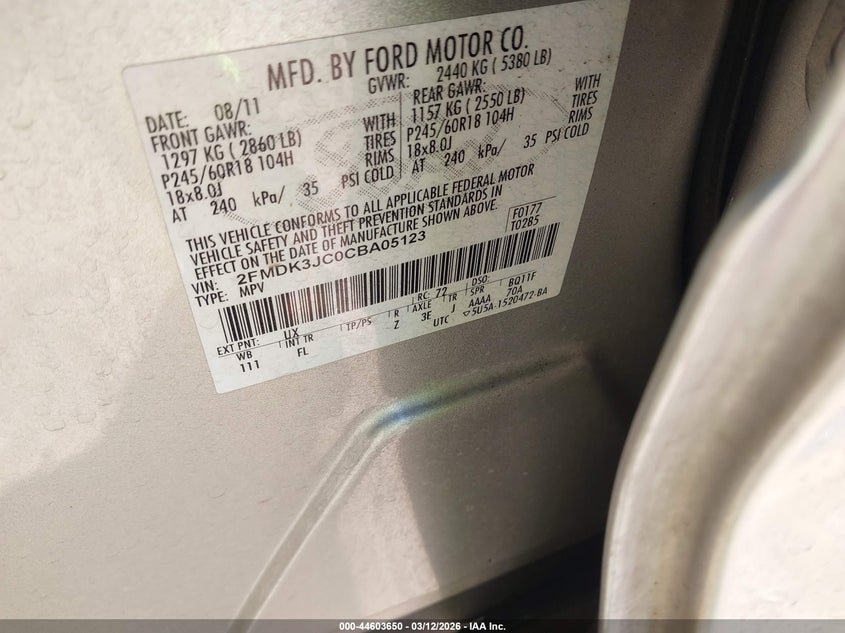 MFD. BY FORD MOTOR CO.
DATE: 08/11 GVWR: 2440 KG ( 5380 LB)
FRONT GAWR: REAR GAWR:
1297 KG ( 2860 LB) WITH 1157 KG ( 2550 LB) WITH
P245/60R18 104H TIRES P245/60R18 104H TIRES
18x8.0J RIMS 18x8.0J RIMS
AT 240 kPa/ 35 PSI COLD AT 240 kPa/ 35 PSI COLD
THIS VEHICLE CONFORMS TO ALL APPLICABLE FEDERAL MOTOR
VEHICLE SAFETY AND THEFT PREVENTION STANDARDS IN
EFFECT ON THE DATE OF MANUFACTURE SHOWN ABOVE.
F0177
T02B5
VIN: 2FMDK3JC0CBA05123
TYPE: MPV
EXT PNT: UX RC: 72 DSO: BQ11F
WB INT TR TP/PS R AXLE TR SPR
111 FL Z 3E J AAAA 70A
UTC ▽5U5A-1520472-BA
000-44603650 | 03/12/2026 - IAA Inc.